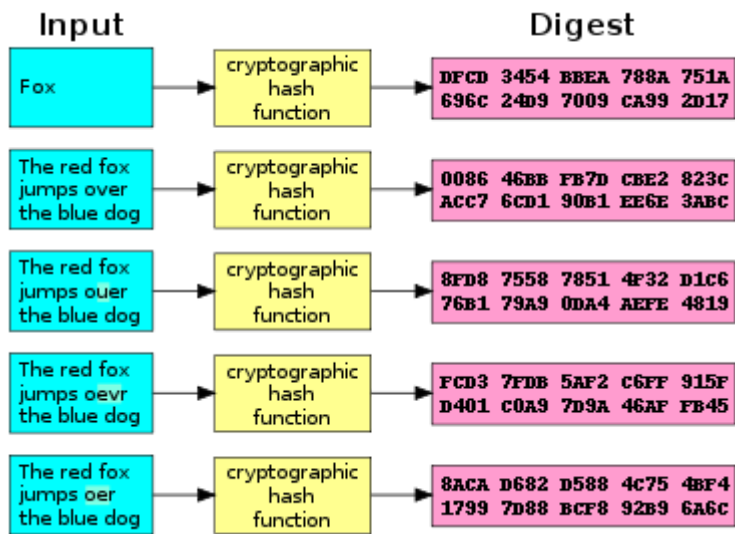 Input
Digest
Fox
cryptographic
hash
function
DFCD 3454 BBEA 788A 751A
696C 24D9 7009 CA99 2D17
The red fox
jumps over
the blue dog
cryptographic
hash
function
0086 46BB FB7D CBE2 823C
ACC7 6CD1 90B1 EE6E 3ABC
The red fox
jumps ouer
the blue dog
cryptographic
hash
function
8FD8 7558 7851 4F32 D1C6
76B1 79A9 0DA4 AEFE 4819
The red fox
jumps oevr
the blue dog
cryptographic
hash
function
FCD3 7FDB 5AF2 C6FF 915F
D401 C0A9 7D9A 46AF FB45
The red fox
jumps oer
the blue dog
cryptographic
hash
function
8ACA D682 D588 4C75 4BF4
1799 7D88 BCF8 92B9 6A6C